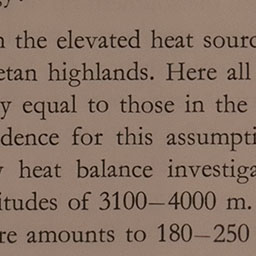 the elevated heat sourc
etan highlands. Here all
y equal to those in the
dence for this assumpti
heat balance investiga
itudes of 3100–4000 m.
re amounts to 180–250